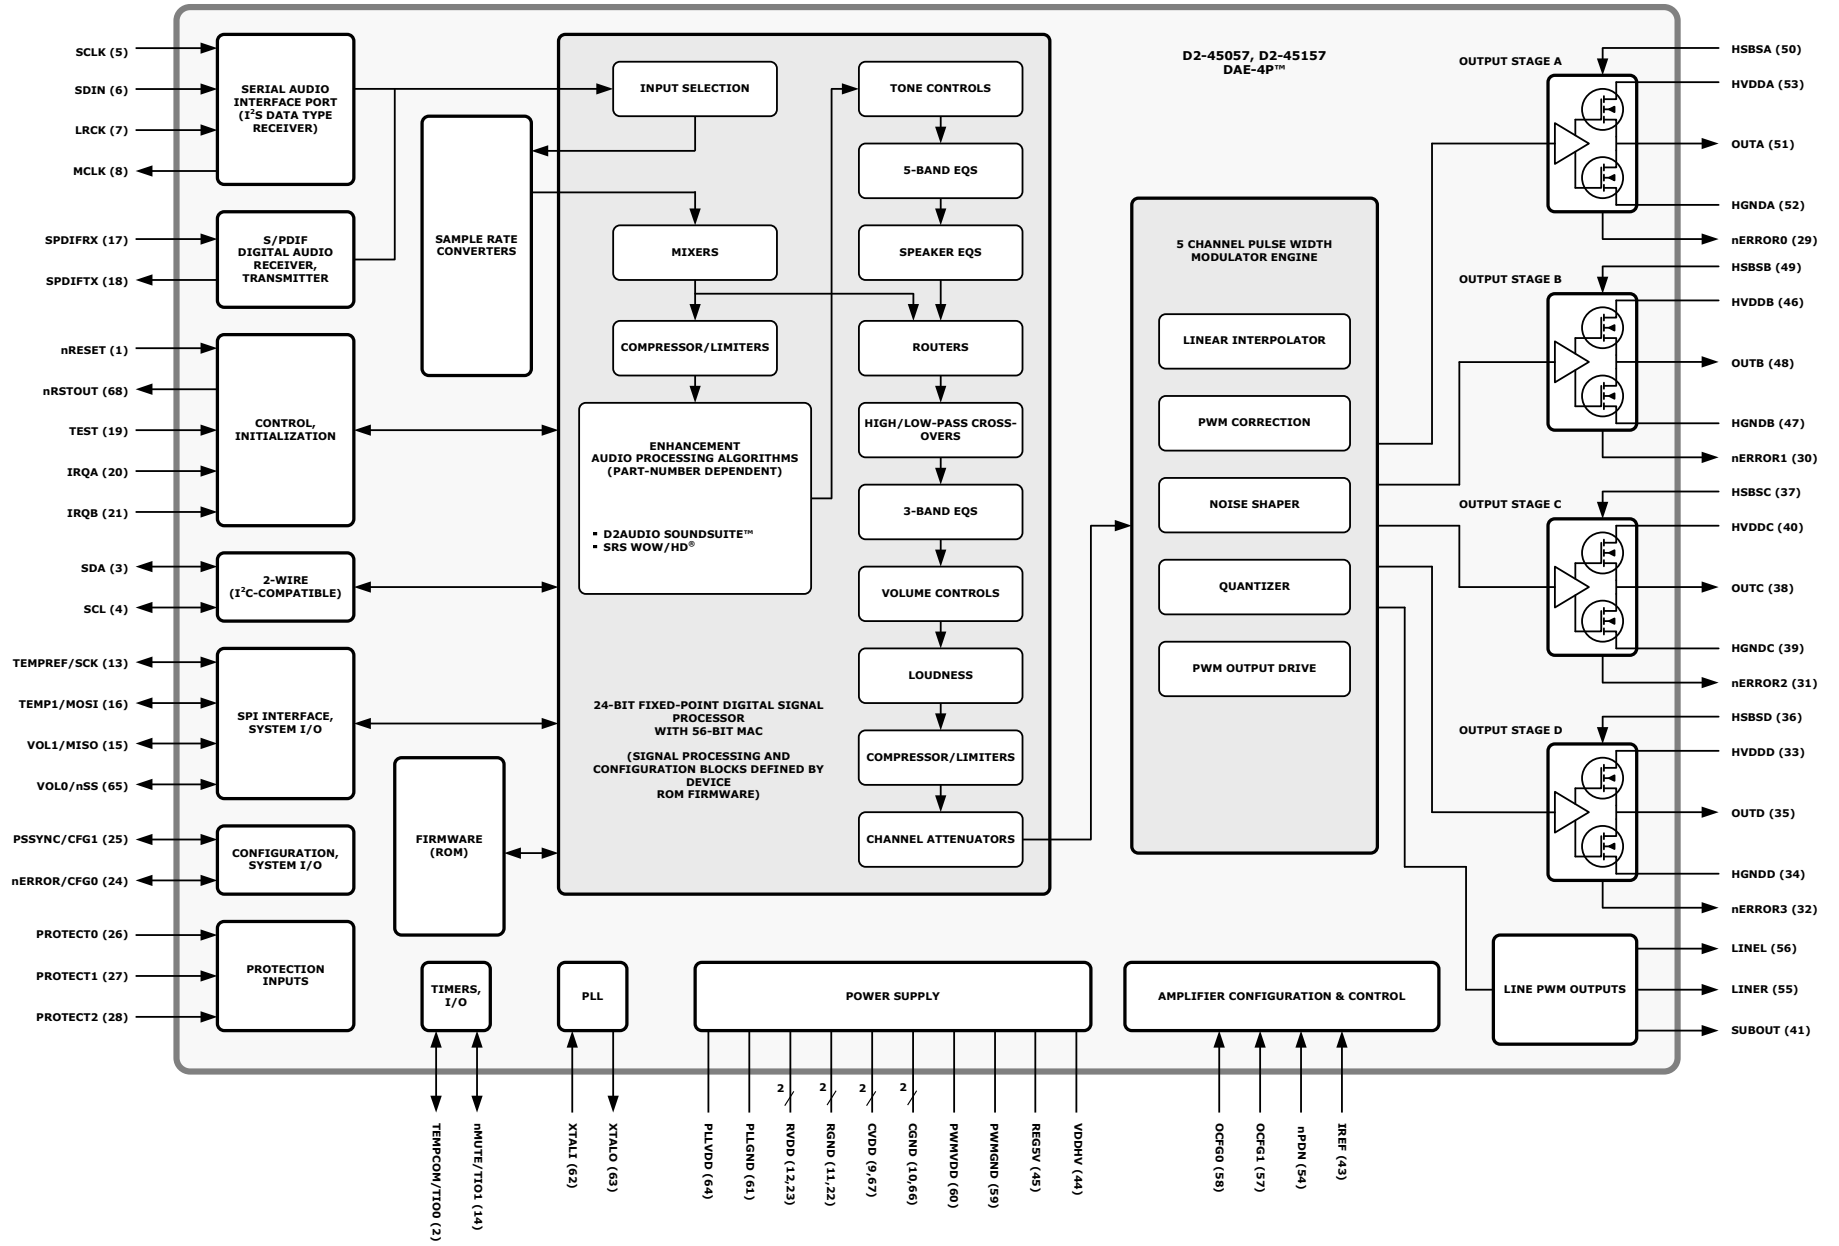 D2-45057, D2-45157
DAE-4P™
SCLK (5)
SDIN (6)
LRCK (7)
MCLK (8)
SERIAL AUDIO
INTERFACE PORT
(I²S DATA TYPE
RECEIVER)
SPDIFRX (17)
SPDIFTX (18)
S/PDIF
DIGITAL AUDIO
RECEIVER,
TRANSMITTER
nRESET (1)
nRSTOUT (68)
TEST (19)
IRQA (20)
IRQB (21)
CONTROL,
INITIALIZATION
SDA (3)
SCL (4)
2-WIRE
(I²C-COMPATIBLE)
TEMPREF/SCK (13)
TEMP1/MOSI (16)
VOL1/MISO (15)
VOL0/nSS (65)
SPI INTERFACE,
SYSTEM I/O
PSSYNC/CFG1 (25)
nERROR/CFG0 (24)
CONFIGURATION,
SYSTEM I/O
PROTECT0 (26)
PROTECT1 (27)
PROTECT2 (28)
PROTECTION
INPUTS
SAMPLE RATE
CONVERTERS
FIRMWARE
(ROM)
INPUT SELECTION
MIXERS
COMPRESSOR/LIMITERS
ENHANCEMENT
AUDIO PROCESSING ALGORITHMS
(PART-NUMBER DEPENDENT)
▪ D2AUDIO SOUNDSUITE™
▪ SRS WOW/HD®
24-BIT FIXED-POINT DIGITAL SIGNAL
PROCESSOR
WITH 56-BIT MAC
(SIGNAL PROCESSING AND
CONFIGURATION BLOCKS DEFINED BY
DEVICE
ROM FIRMWARE)
TONE CONTROLS
5-BAND EQS
SPEAKER EQS
ROUTERS
HIGH/LOW-PASS CROSS-
OVERS
3-BAND EQS
VOLUME CONTROLS
LOUDNESS
COMPRESSOR/LIMITERS
CHANNEL ATTENUATORS
5 CHANNEL PULSE WIDTH
MODULATOR ENGINE
LINEAR INTERPOLATOR
PWM CORRECTION
NOISE SHAPER
QUANTIZER
PWM OUTPUT DRIVE
OUTPUT STAGE A
HSBSA (50)
HVDDA (53)
OUTA (51)
HGNDA (52)
nERROR0 (29)
OUTPUT STAGE B
HSBSB (49)
HVDDB (46)
OUTB (48)
HGNDB (47)
nERROR1 (30)
OUTPUT STAGE C
HSBSC (37)
HVDDC (40)
OUTC (38)
HGNDC (39)
nERROR2 (31)
OUTPUT STAGE D
HSBSD (36)
HVDDD (33)
OUTD (35)
HGNDD (34)
nERROR3 (32)
LINE PWM OUTPUTS
LINEL (56)
LINER (55)
SUBOUT (41)
TIMERS,
I/O
PLL
POWER SUPPLY
AMPLIFIER CONFIGURATION & CONTROL
2
2
2
2
TEMPCOM/TIO0 (2)
nMUTE/TIO1 (14)
XTALI (62)
XTALO (63)
PLLVDD (64)
PLLGND (61)
RVDD (12,23)
RGND (11,22)
CVDD (9,67)
CGND (10,66)
PWMVDD (60)
PWMGND (59)
REG5V (45)
VDDHV (44)
OCFG0 (58)
OCFG1 (57)
nPDN (54)
IREF (43)